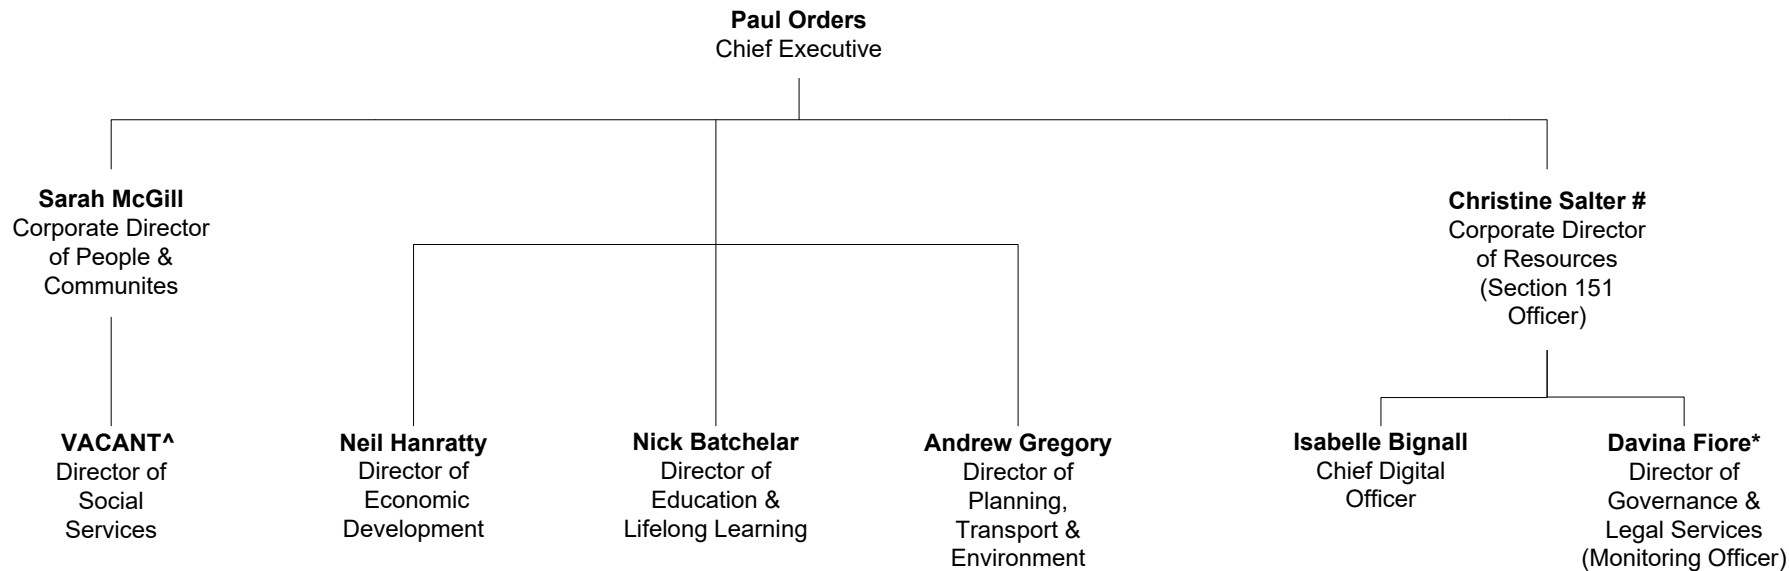 Paul Orders
Chief Executive
Sarah McGill
Corporate Director
of People &
Communites
Christine Salter #
Corporate Director
of Resources
(Section 151
Officer)
VACANT^
Director of
Social
Services
Neil Hanratty
Director of
Economic
Development
Nick Batchelar
Director of
Education &
Lifelong Learning
Andrew Gregory
Director of
Planning,
Transport &
Environment
Isabelle Bignall
Chief Digital
Officer
Davina Fiore*
Director of
Governance &
Legal Services
(Monitoring Officer)